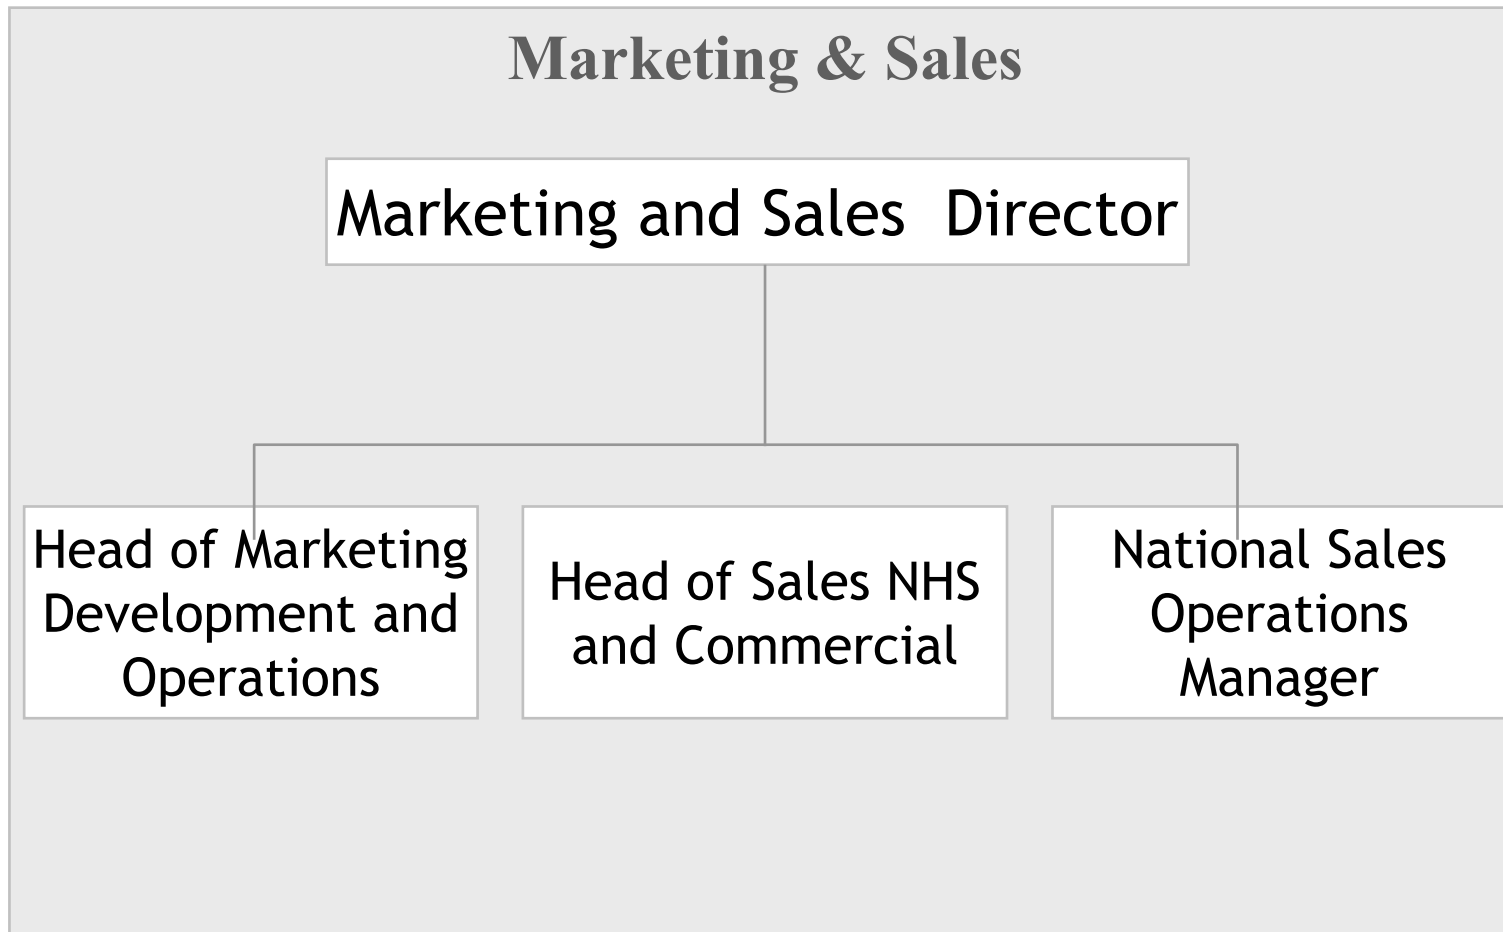 Marketing & Sales
Marketing and Sales  Director
Head of Marketing
Development and
Operations
Head of Sales NHS
and Commercial
National Sales
Operations
Manager